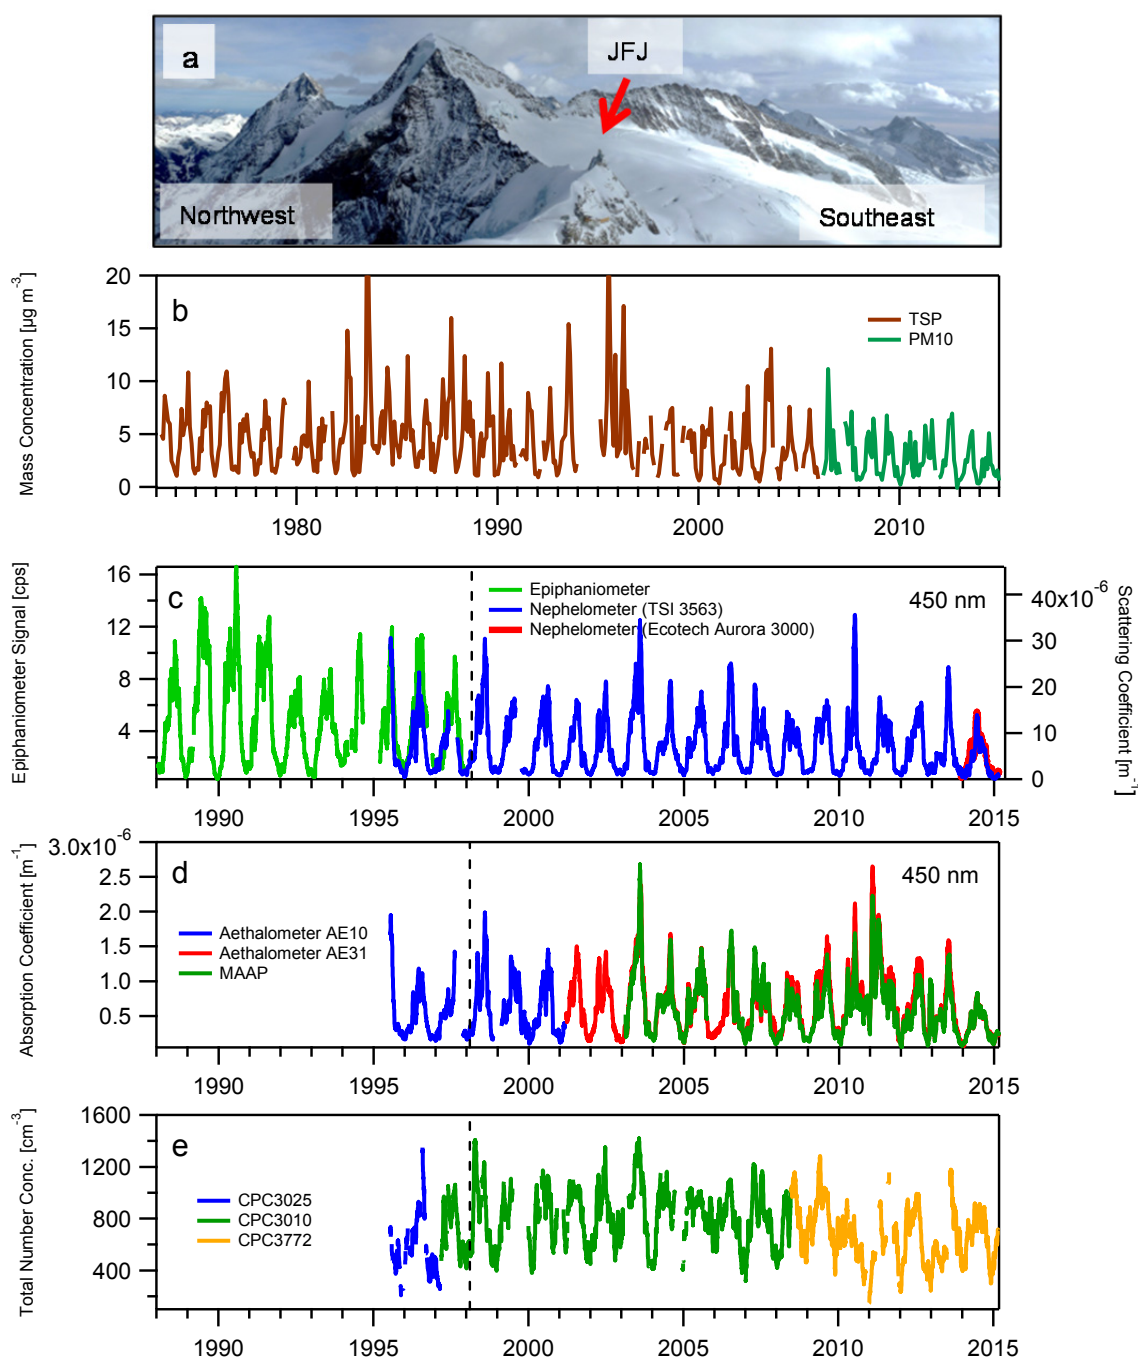 a
JFJ
Northwest
Southeast
Mass Concentration [µg m-3]
20
15
10
5
0
b
TSP
PM10
1980
1990
2000
2010
Epiphaniometer Signal [cps]
16
12
8
4
c
Epiphaniometer
Nephelometer (TSI 3563)
Nephelometer (Ecotech Aurora 3000)
450 nm
40x10-6
30
20
10
0
Scattering Coefficient [m-1]
1990
1995
2000
2005
2010
2015
Absoption Coefficient [m-1]
3.0x10-6
2.5
2.0
1.5
1.0
0.5
d
450 nm
Aethalometer AE10
Aethalometer AE31
MAAP
1990
1995
2000
2005
2010
2015
Total Number Conc. [cm-3]
1600
1200
800
400
e
CPC3025
CPC3010
CPC3772
1990
1995
2000
2005
2010
2015